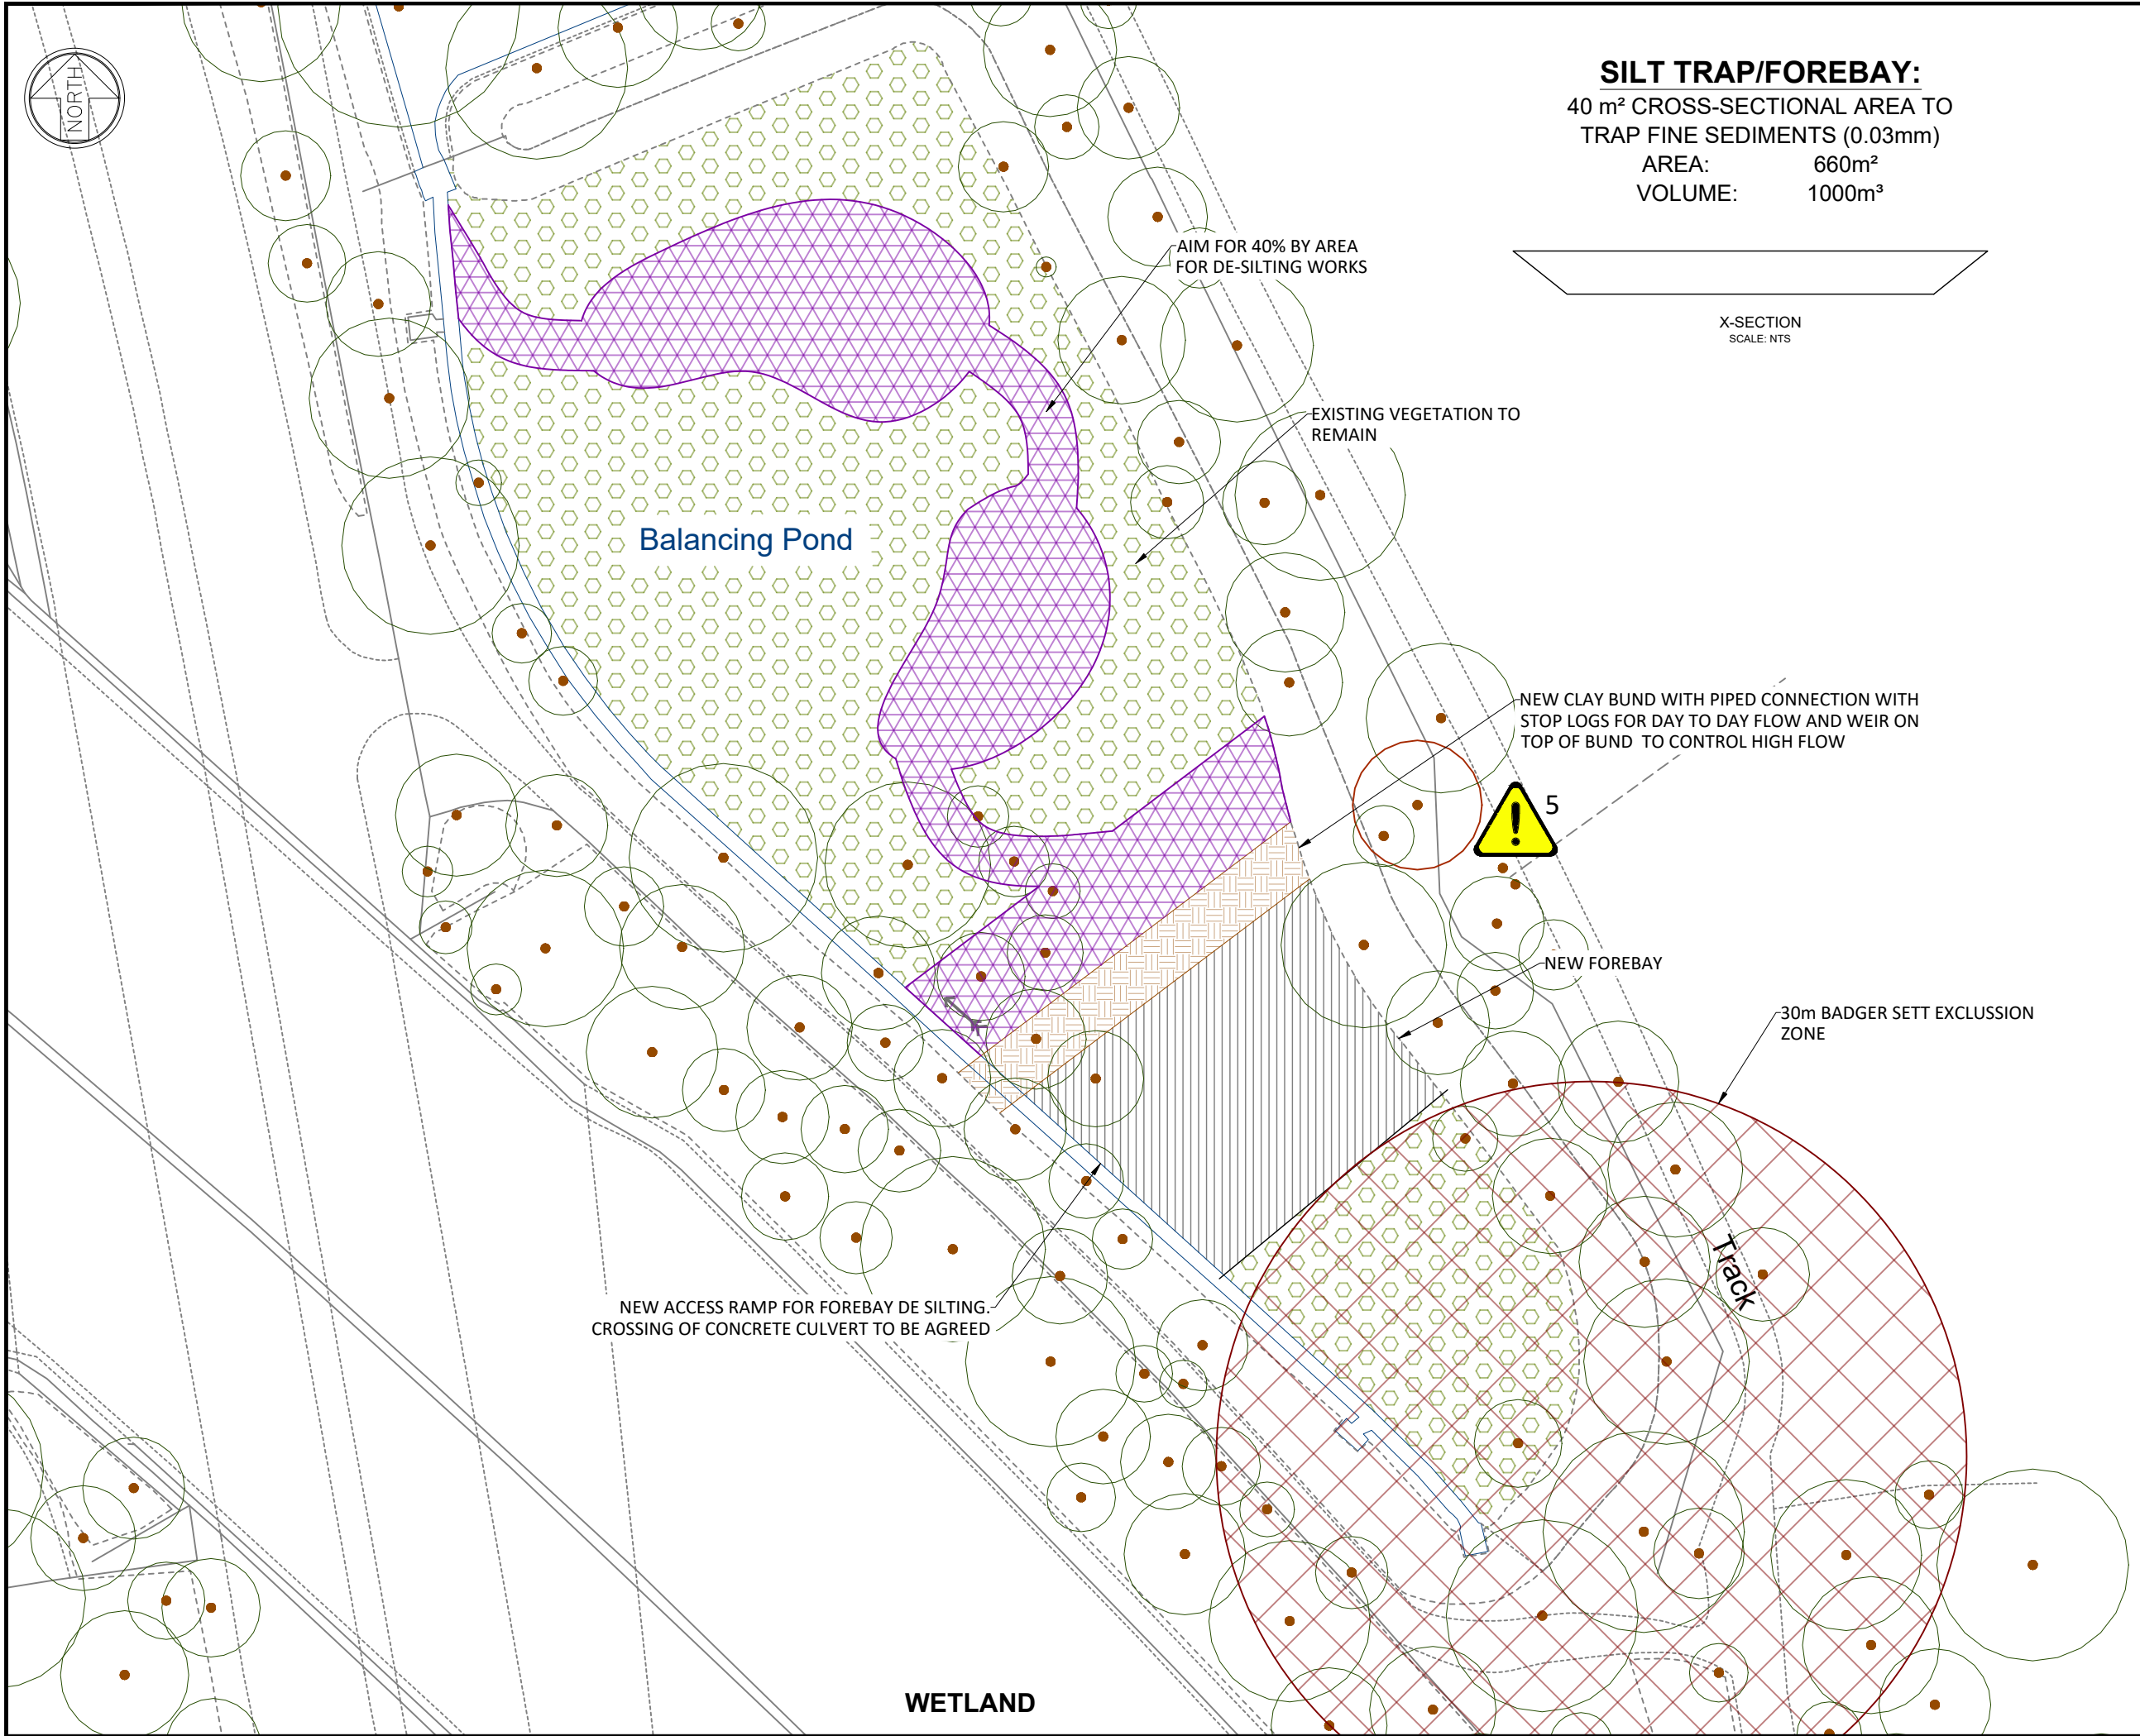 NORTH
SILT TRAP/FOREBAY:
40 m² CROSS-SECTIONAL AREA TO
TRAP FINE SEDIMENTS (0.03mm)
AREA: 660m²
VOLUME: 1000m³
X-SECTION
SCALE: NTS
AIM FOR 40% BY AREA
FOR DE-SILTING WORKS
EXISTING VEGETATION TO
REMAIN
Balancing Pond
NEW CLAY BUND WITH PIPED CONNECTION WITH
STOP LOGS FOR DAY TO DAY FLOW AND WEIR ON
TOP OF BUND TO CONTROL HIGH FLOW
! 5
NEW FOREBAY
30m BADGER SETT EXCLUSSION
ZONE
Track
NEW ACCESS RAMP FOR FOREBAY DE SILTING.
CROSSING OF CONCRETE CULVERT TO BE AGREED
WETLAND